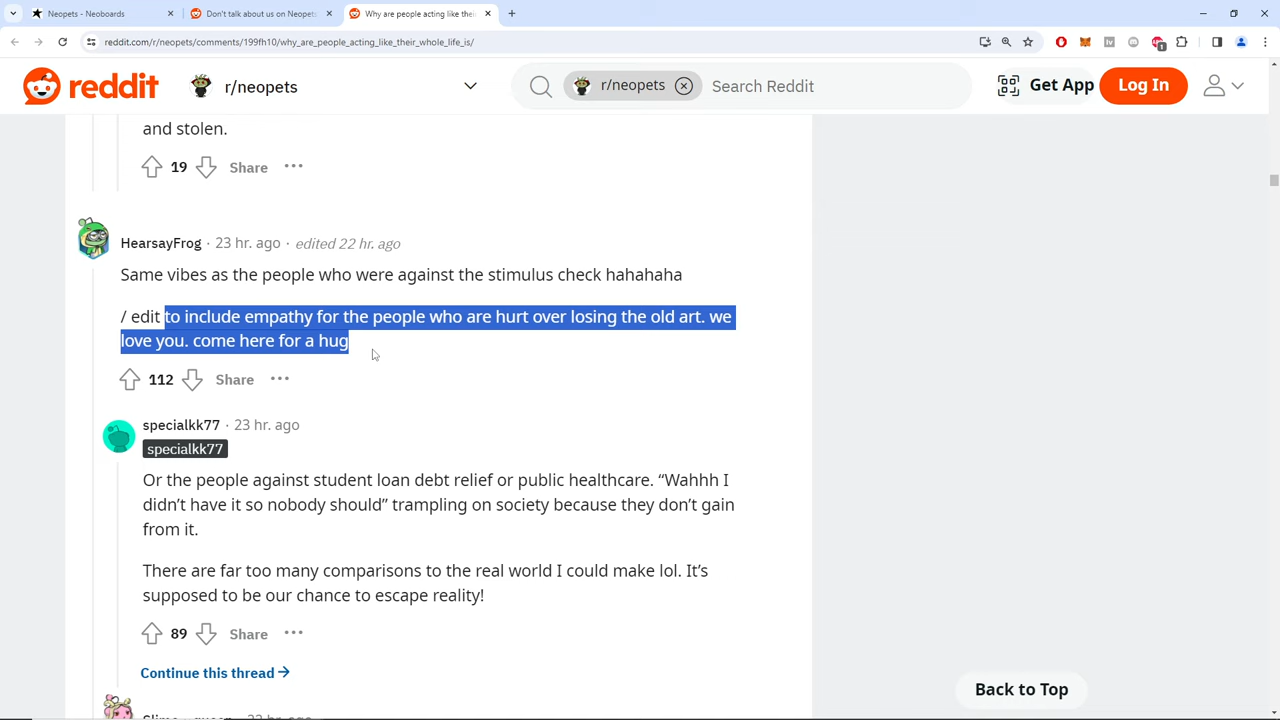 Neopets - Neoboards
Don't talk about us on Neopets
Why are people acting like their
reddit.com/r/neopets/comments/199fh10/why_are_people_acting_like_their_whole_life_is/
reddit
r/neopets
r/neopets
Search Reddit
Get App
Log In
and stolen.
19
Share
HearsayFrog · 23 hr. ago · edited 22 hr. ago
Same vibes as the people who were against the stimulus check hahahaha
/ edit to include empathy for the people who are hurt over losing the old art. we
love you. come here for a hug
112
Share
specialkk77 · 23 hr. ago
specialkk77
Or the people against student loan debt relief or public healthcare. “Wahhh I
didn’t have it so nobody should” trampling on society because they don’t gain
from it.
There are far too many comparisons to the real world I could make lol. It’s
supposed to be our chance to escape reality!
89
Share
Continue this thread
Back to Top